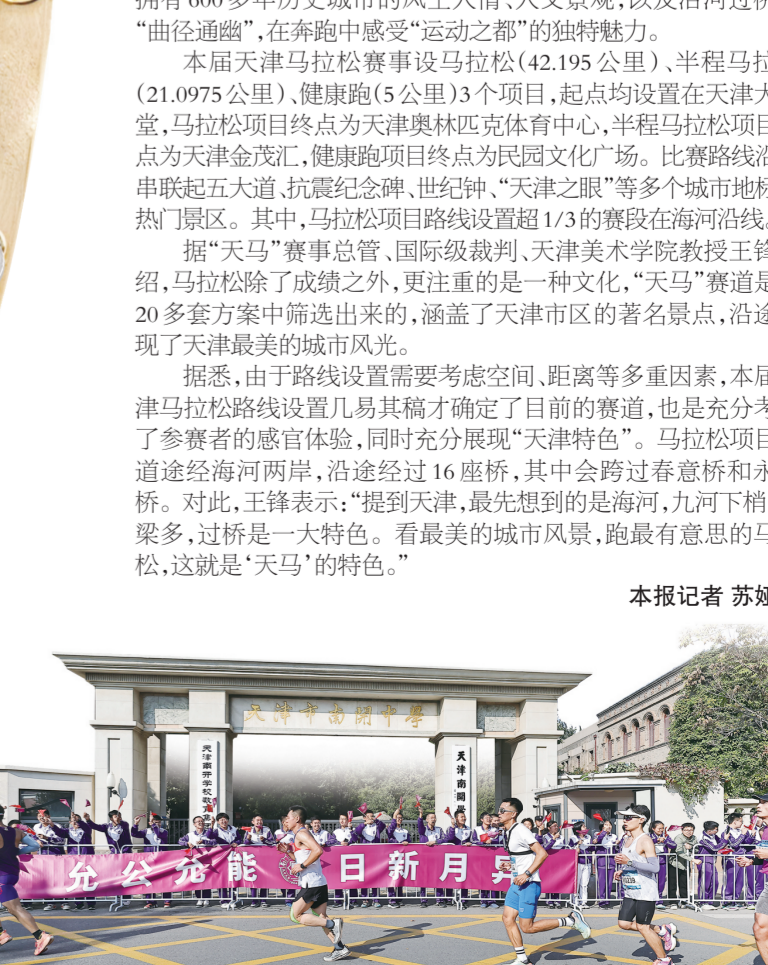 拥有600多年历史城市的风土人情、人文景观,以及沿河过桥
“曲径通幽”,在奔跑中感受“运动之都”的独特魅力。
本届天津马拉松赛事设马拉松(42.195公里)、半程马拉
(21.0975公里)、健康跑(5公里)3个项目,起点均设置在天津大
堂,马拉松项目终点为天津奥林匹克体育中心,半程马拉松项目
点为天津金茂汇,健康跑项目终点为民园文化广场。比赛路线沿
串联起五大道、抗震纪念碑、世纪钟、“天津之眼”等多个城市地标
热门景区。其中,马拉松项目路线设置超1/3的赛段在海河沿线。
据“天马”赛事总管、国际级裁判、天津美术学院教授王锋
绍,马拉松除了成绩之外,更注重的是一种文化,“天马”赛道是
20多套方案中筛选出来的,涵盖了天津市区的著名景点,沿途
现了天津最美的城市风光。
据悉,由于路线设置需要考虑空间、距离等多重因素,本届
津马拉松路线设置几易其稿才确定了目前的赛道,也是充分考
了参赛者的感官体验,同时充分展现“天津特色”。马拉松项目
道途经海河两岸,沿途经过16座桥,其中会跨过春意桥和永
桥。对此,王锋表示:“提到天津,最先想到的是海河,九河下梢
梁多,过桥是一大特色。看最美的城市风景,跑最有意思的马
松,这就是‘天马’的特色。”
本报记者 苏娅
天津市南開中學
天津南开学校教育
天津南開
允公允能 日新月异